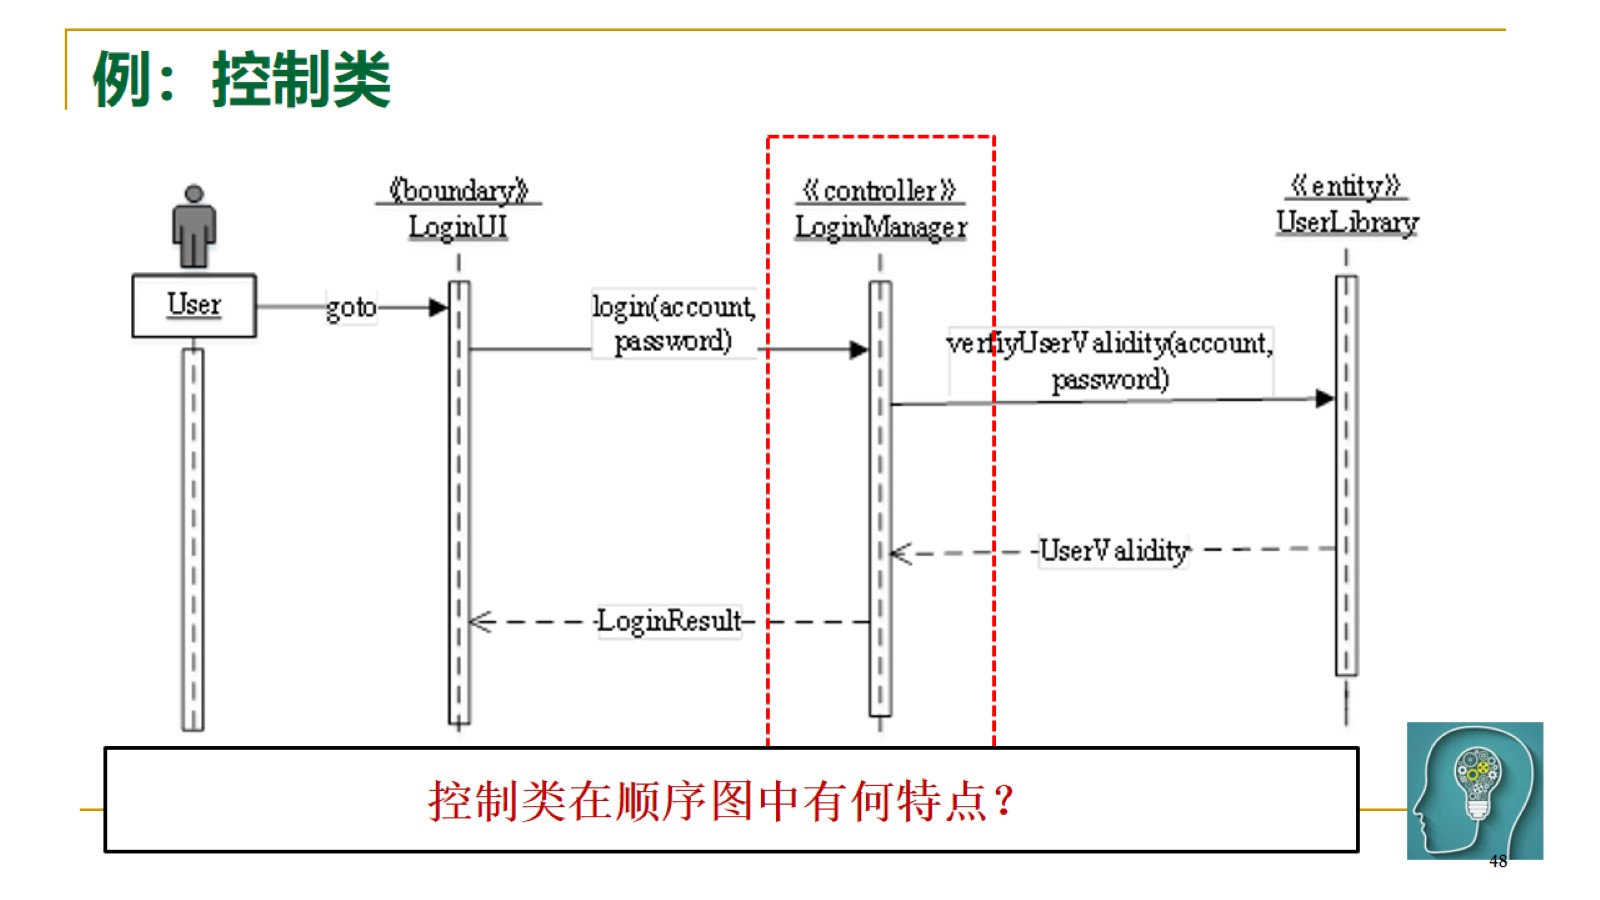 例：控制类
《boundary》
LoginUI
《controller》
LoginManager
《entity》
UserLibrary
User
goto
login(account,
password)
verfiyUserValidity(account,
password)
UserValidity
LoginResult
控制类在顺序图中有何特点？
48